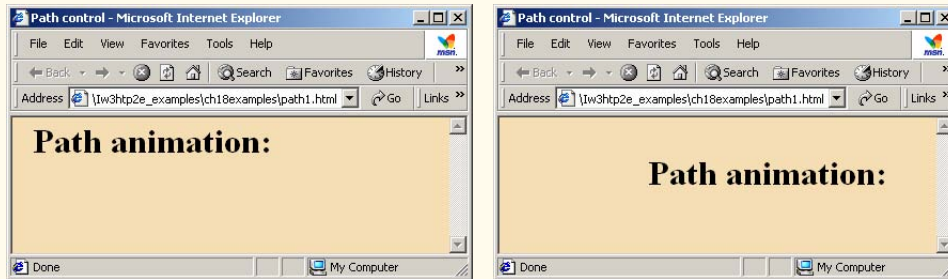 Path control - Microsoft Internet Explorer
File Edit View Favorites Tools Help
msn.
Back Search Favorites History »
Address \Iw3htp2e_examples\ch18examples\path1.html Go Links »
Path animation:
Done My Computer
Path control - Microsoft Internet Explorer
File Edit View Favorites Tools Help
msn.
Back Search Favorites History »
Address \Iw3htp2e_examples\ch18examples\path1.html Go Links »
Path animation:
Done My Computer